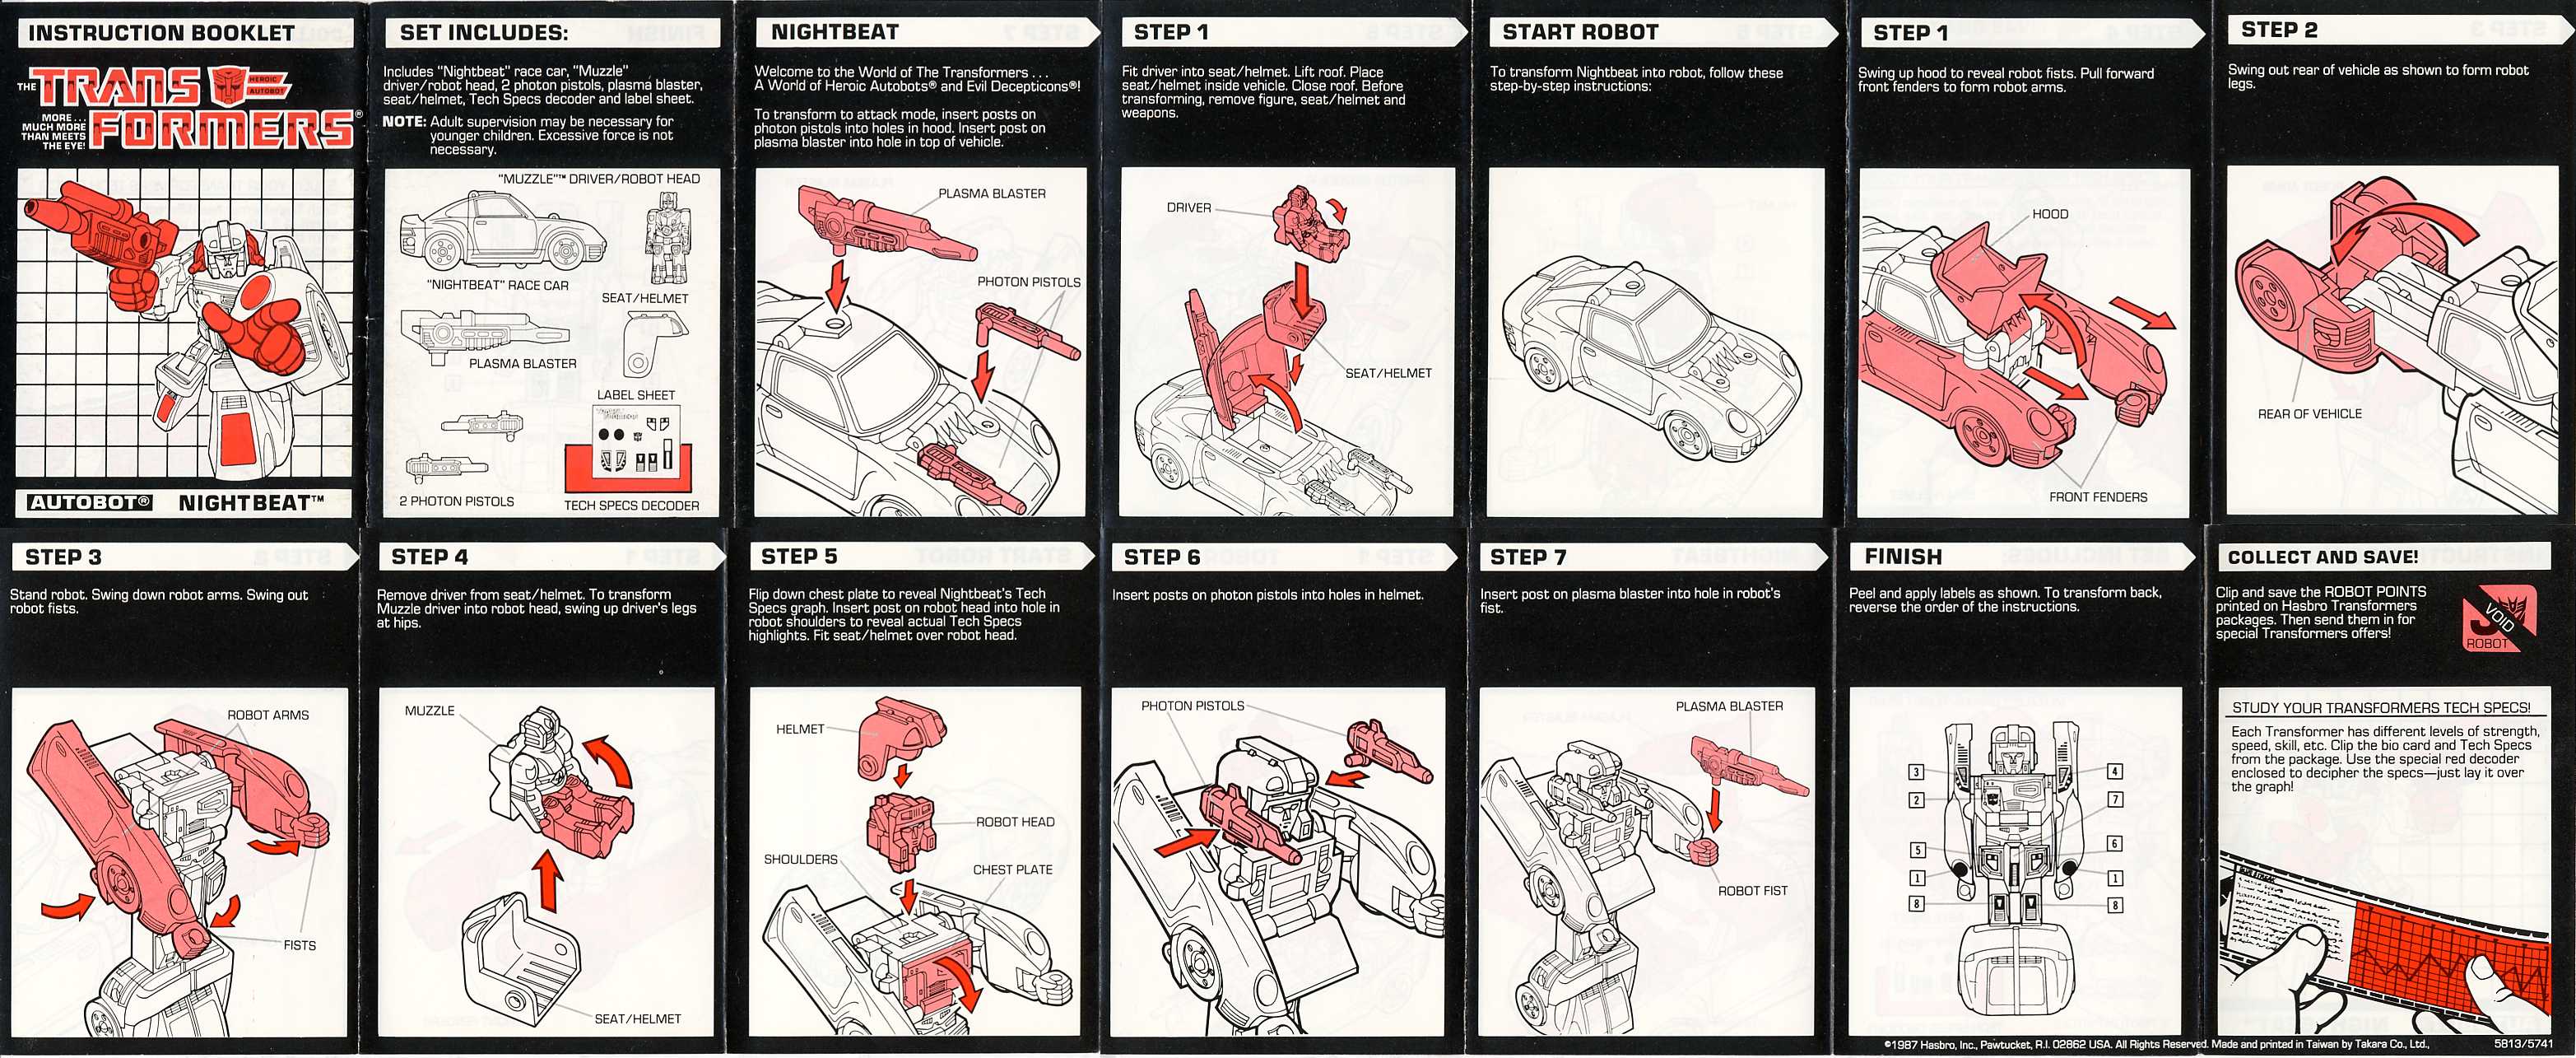 INSTRUCTION BOOKLET
THE TRANSFORMERS®
HEROIC
AUTOBOT
MORE...
MUCH MORE
THAN MEETS
THE EYE!
AUTOBOT® NIGHTBEAT™
SET INCLUDES:
Includes "Nightbeat" race car, "Muzzle"
driver/robot head, 2 photon pistols, plasma blaster,
seat/helmet, Tech Specs decoder and label sheet.
NOTE: Adult supervision may be necessary for
younger children. Excessive force is not
necessary.
"MUZZLE"™ DRIVER/ROBOT HEAD
"NIGHTBEAT" RACE CAR
SEAT/HELMET
PLASMA BLASTER
LABEL SHEET
2 PHOTON PISTOLS
TECH SPECS DECODER
NIGHTBEAT
Welcome to the World of The Transformers...
A World of Heroic Autobots® and Evil Decepticons®!
To transform to attack mode, insert posts on
photon pistols into holes in hood. Insert post on
plasma blaster into hole in top of vehicle.
PLASMA BLASTER
PHOTON PISTOLS
STEP 1
Fit driver into seat/helmet. Lift roof. Place
seat/helmet inside vehicle. Close roof. Before
transforming, remove figure, seat/helmet and
weapons.
DRIVER
SEAT/HELMET
START ROBOT
To transform Nightbeat into robot, follow these
step-by-step instructions:
STEP 1
Swing up hood to reveal robot fists. Pull forward
front fenders to form robot arms.
HOOD
FRONT FENDERS
STEP 2
Swing out rear of vehicle as shown to form robot
legs.
REAR OF VEHICLE
STEP 3
Stand robot. Swing down robot arms. Swing out
robot fists.
ROBOT ARMS
FISTS
STEP 4
Remove driver from seat/helmet. To transform
Muzzle driver into robot head, swing up driver's legs
at hips.
MUZZLE
SEAT/HELMET
STEP 5
Flip down chest plate to reveal Nightbeat's Tech
Specs graph. Insert post on robot head into hole in
robot shoulders to reveal actual Tech Specs
highlights. Fit seat/helmet over robot head.
HELMET
ROBOT HEAD
SHOULDERS
CHEST PLATE
STEP 6
Insert posts on photon pistols into holes in helmet.
PHOTON PISTOLS
STEP 7
Insert post on plasma blaster into hole in robot's
fist.
PLASMA BLASTER
ROBOT FIST
FINISH
Peel and apply labels as shown. To transform back,
reverse the order of the instructions.
3 4
2 7
5 6
1 1
8 8
COLLECT AND SAVE!
Clip and save the ROBOT POINTS
printed on Hasbro Transformers
packages. Then send them in for
special Transformers offers!
VOID
ROBOT
STUDY YOUR TRANSFORMERS TECH SPECS!
Each Transformer has different levels of strength,
speed, skill, etc. Clip the bio card and Tech Specs
from the package. Use the special red decoder
enclosed to decipher the specs—just lay it over
the graph!
©1987 Hasbro, Inc., Pawtucket, R.I. 02862 USA. All Rights Reserved. Made and printed in Taiwan by Takara Co., Ltd., 5813/5741